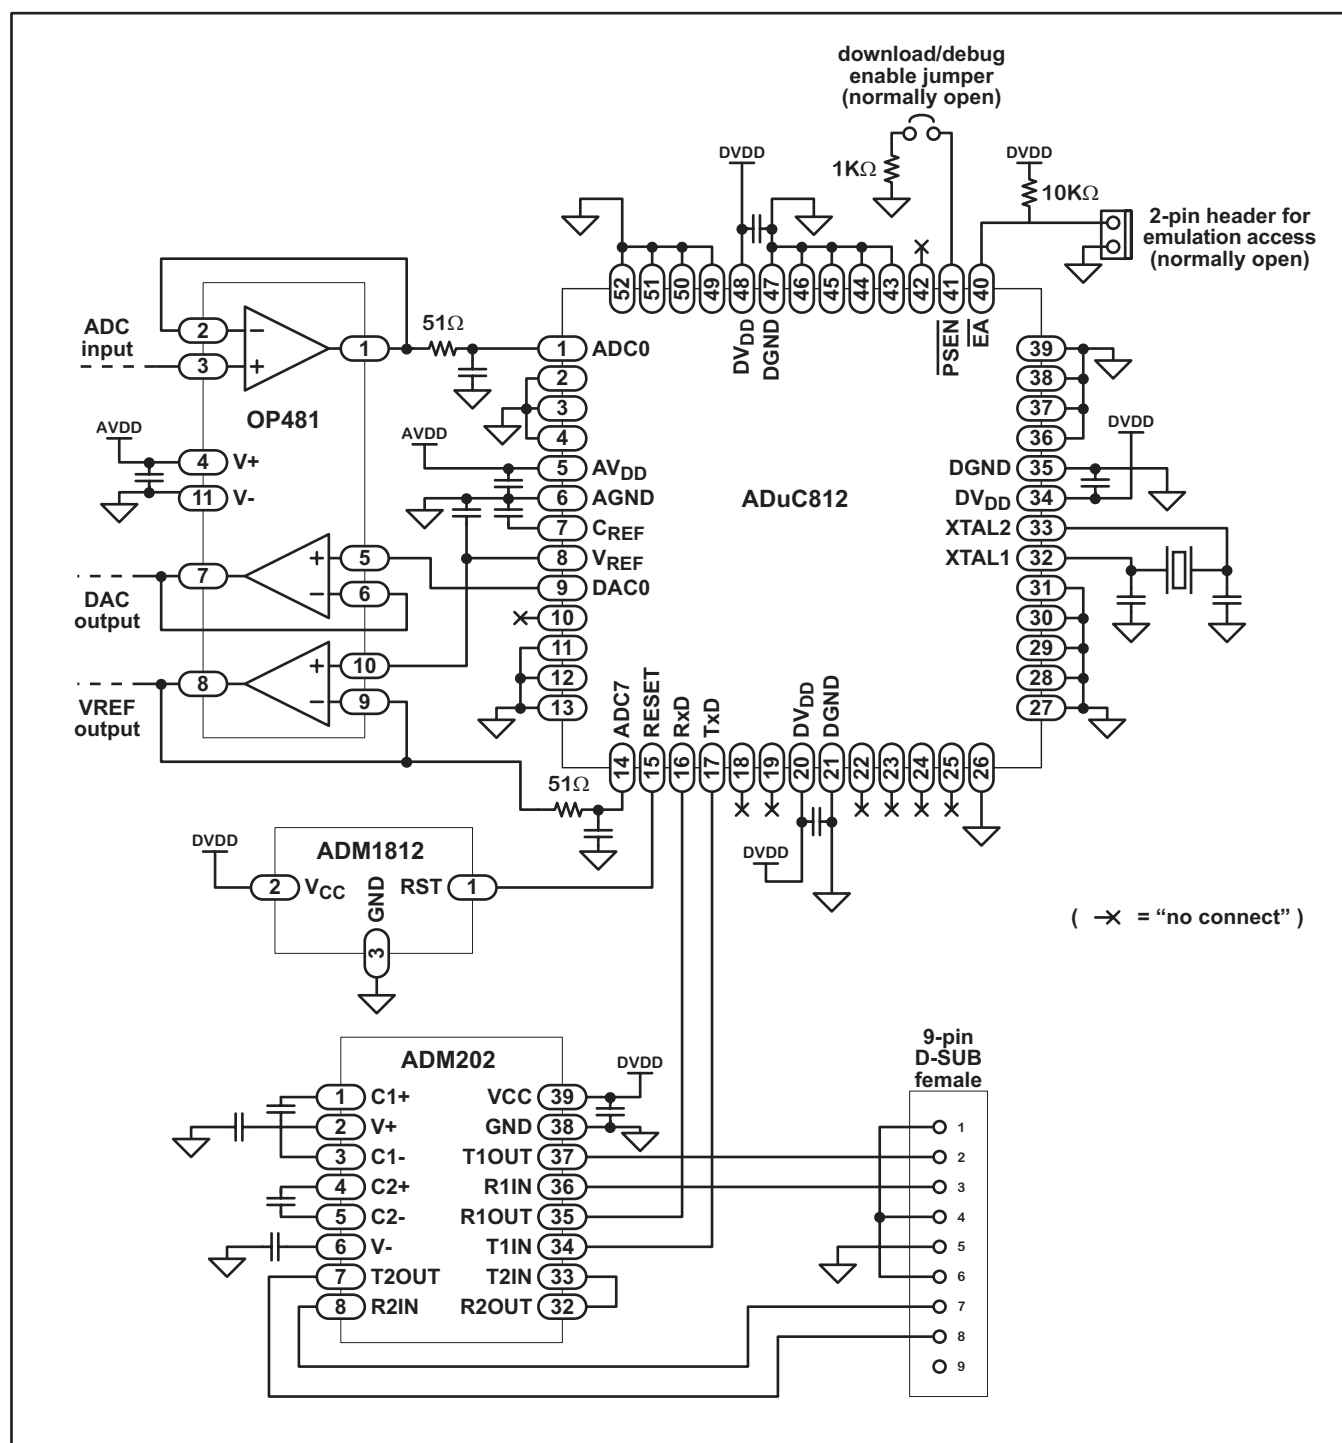 download/debug
enable jumper
(normally open)
DVDD
1KΩ
DVDD
10KΩ
2-pin header for
emulation access
(normally open)
52 51 50 49 48 47 46 45 44 43 42 41 40
DVDD DGND PSEN EA
ADC
input
2
3
1
51Ω
OP481
AVDD
4 V+
11 V-
5
6
7
DAC
output
10
9
8
VREF
output
AVDD
ADuC812
1 ADC0
2
3
4
5 AVDD
6 AGND
7 CREF
8 VREF
9 DAC0
10
11
12
13
39
38
37
36
DVDD
DGND 35
DVDD 34
XTAL2 33
XTAL1 32
31
30
29
28
27
ADC7 RESET RxD TxD DVDD DGND
14 15 16 17 18 19 20 21 22 23 24 25 26
51Ω
DVDD
DVDD
ADM1812
2 VCC
GND
RST 1
3
( = “no connect” )
ADM202
DVDD
1 C1+ VCC 39
2 V+ GND 38
3 C1- T1OUT 37
4 C2+ R1IN 36
5 C2- R1OUT 35
6 V- T1IN 34
7 T2OUT T2IN 33
8 R2IN R2OUT 32
9-pin
D-SUB
female
1
2
3
4
5
6
7
8
9